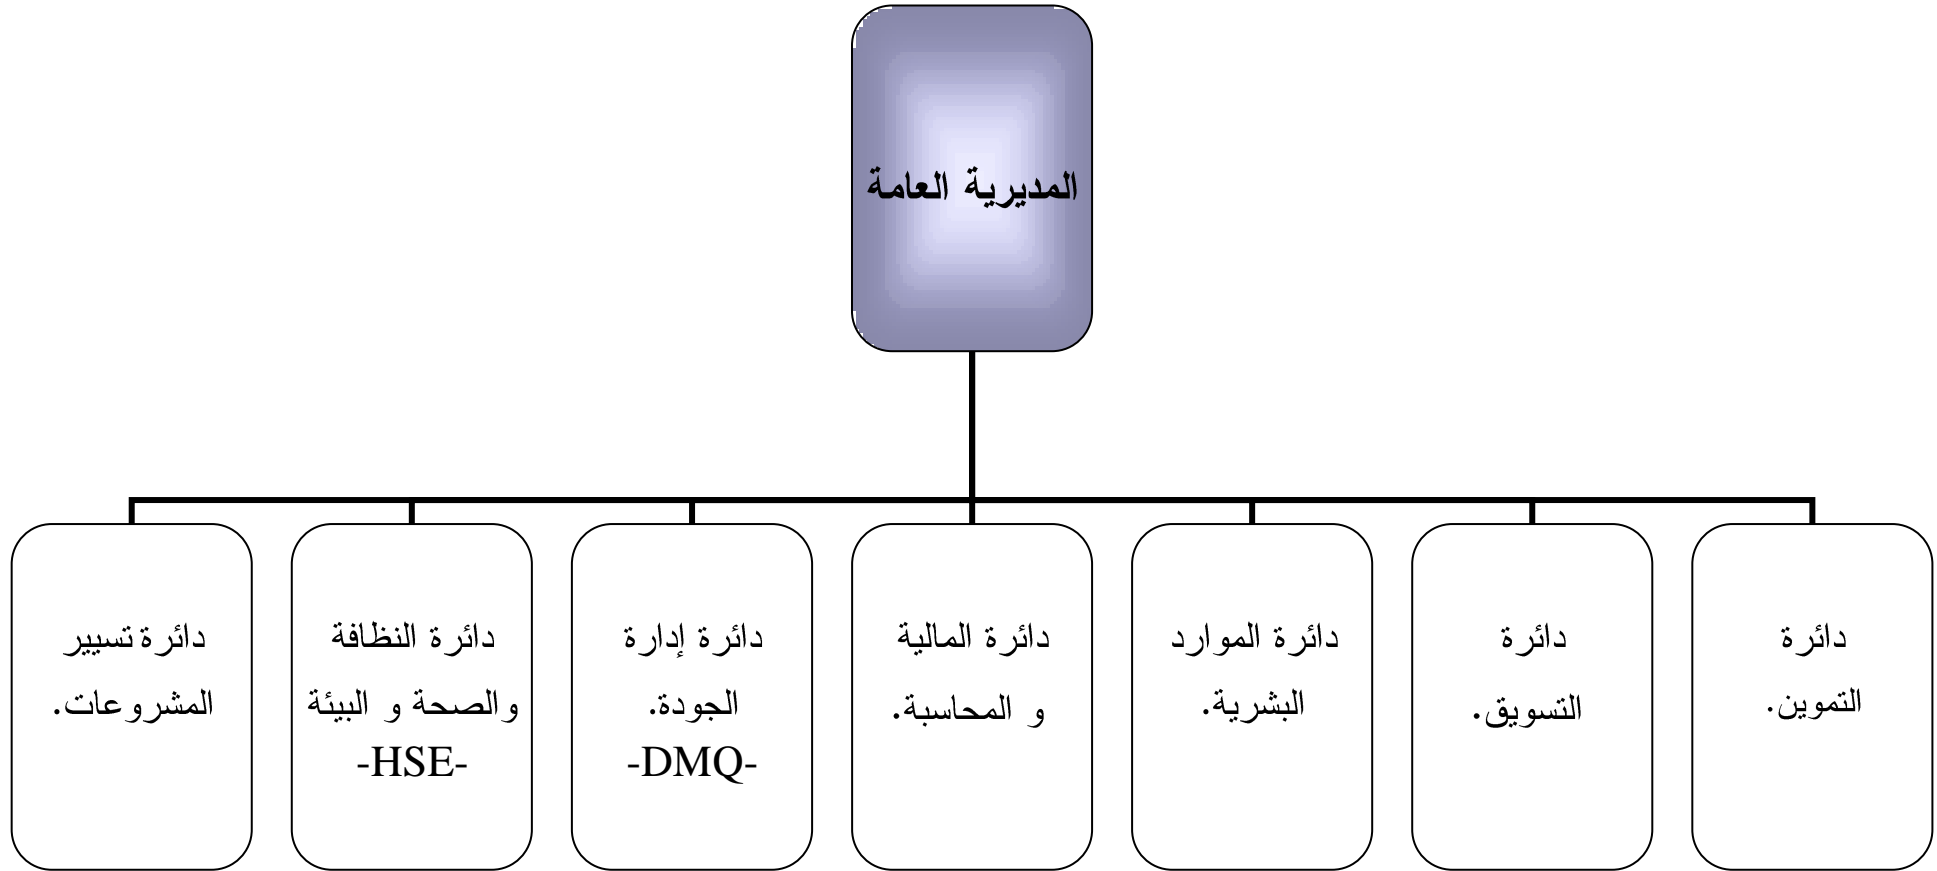 المديرية العامة
دائرة
التموين.
دائرة
التسويق.
دائرة الموارد
البشرية.
دائرة المالية
و المحاسبة.
دائرة إدارة
الجودة.
-DMQ-
دائرة النظافة
والصحة و البيئة
-HSE-
دائرة تسيير
المشروعات.